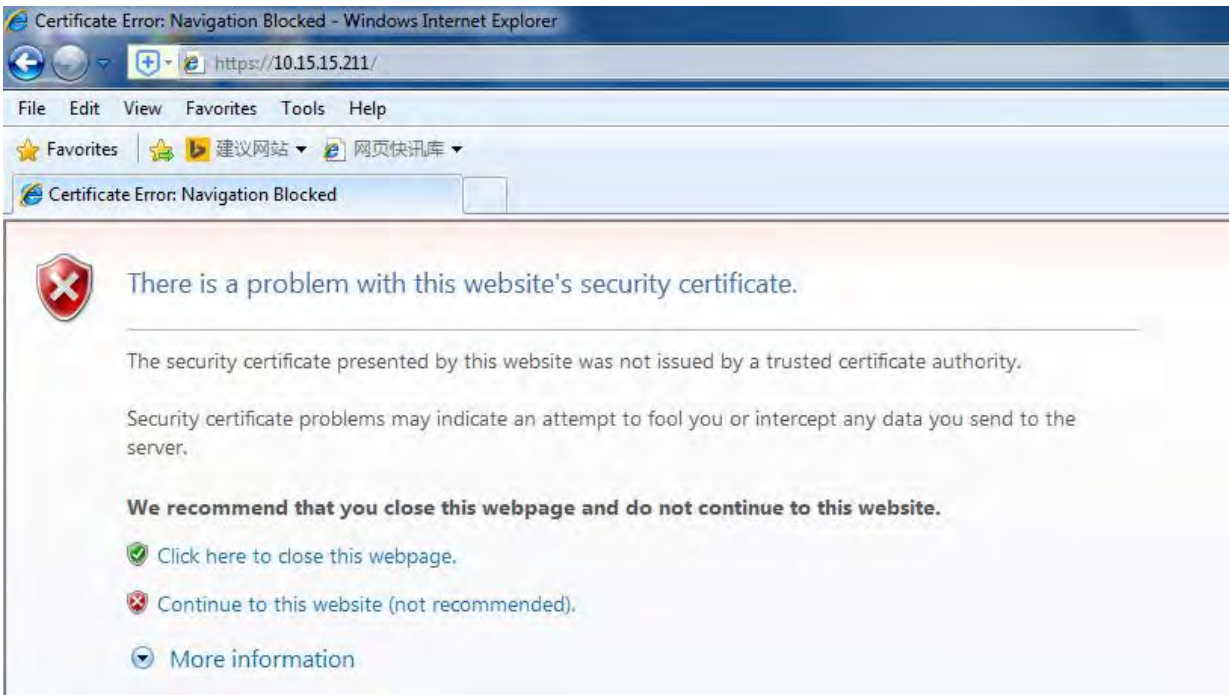 Certificate Error: Navigation Blocked - Windows Internet Explorer
https://10.15.15.211/
File Edit View Favorites Tools Help
Favorites 建议网站 网页快讯库
Certificate Error: Navigation Blocked
There is a problem with this website's security certificate.
The security certificate presented by this website was not issued by a trusted certificate authority.
Security certificate problems may indicate an attempt to fool you or intercept any data you send to the
server.
We recommend that you close this webpage and do not continue to this website.
Click here to close this webpage.
Continue to this website (not recommended).
More information